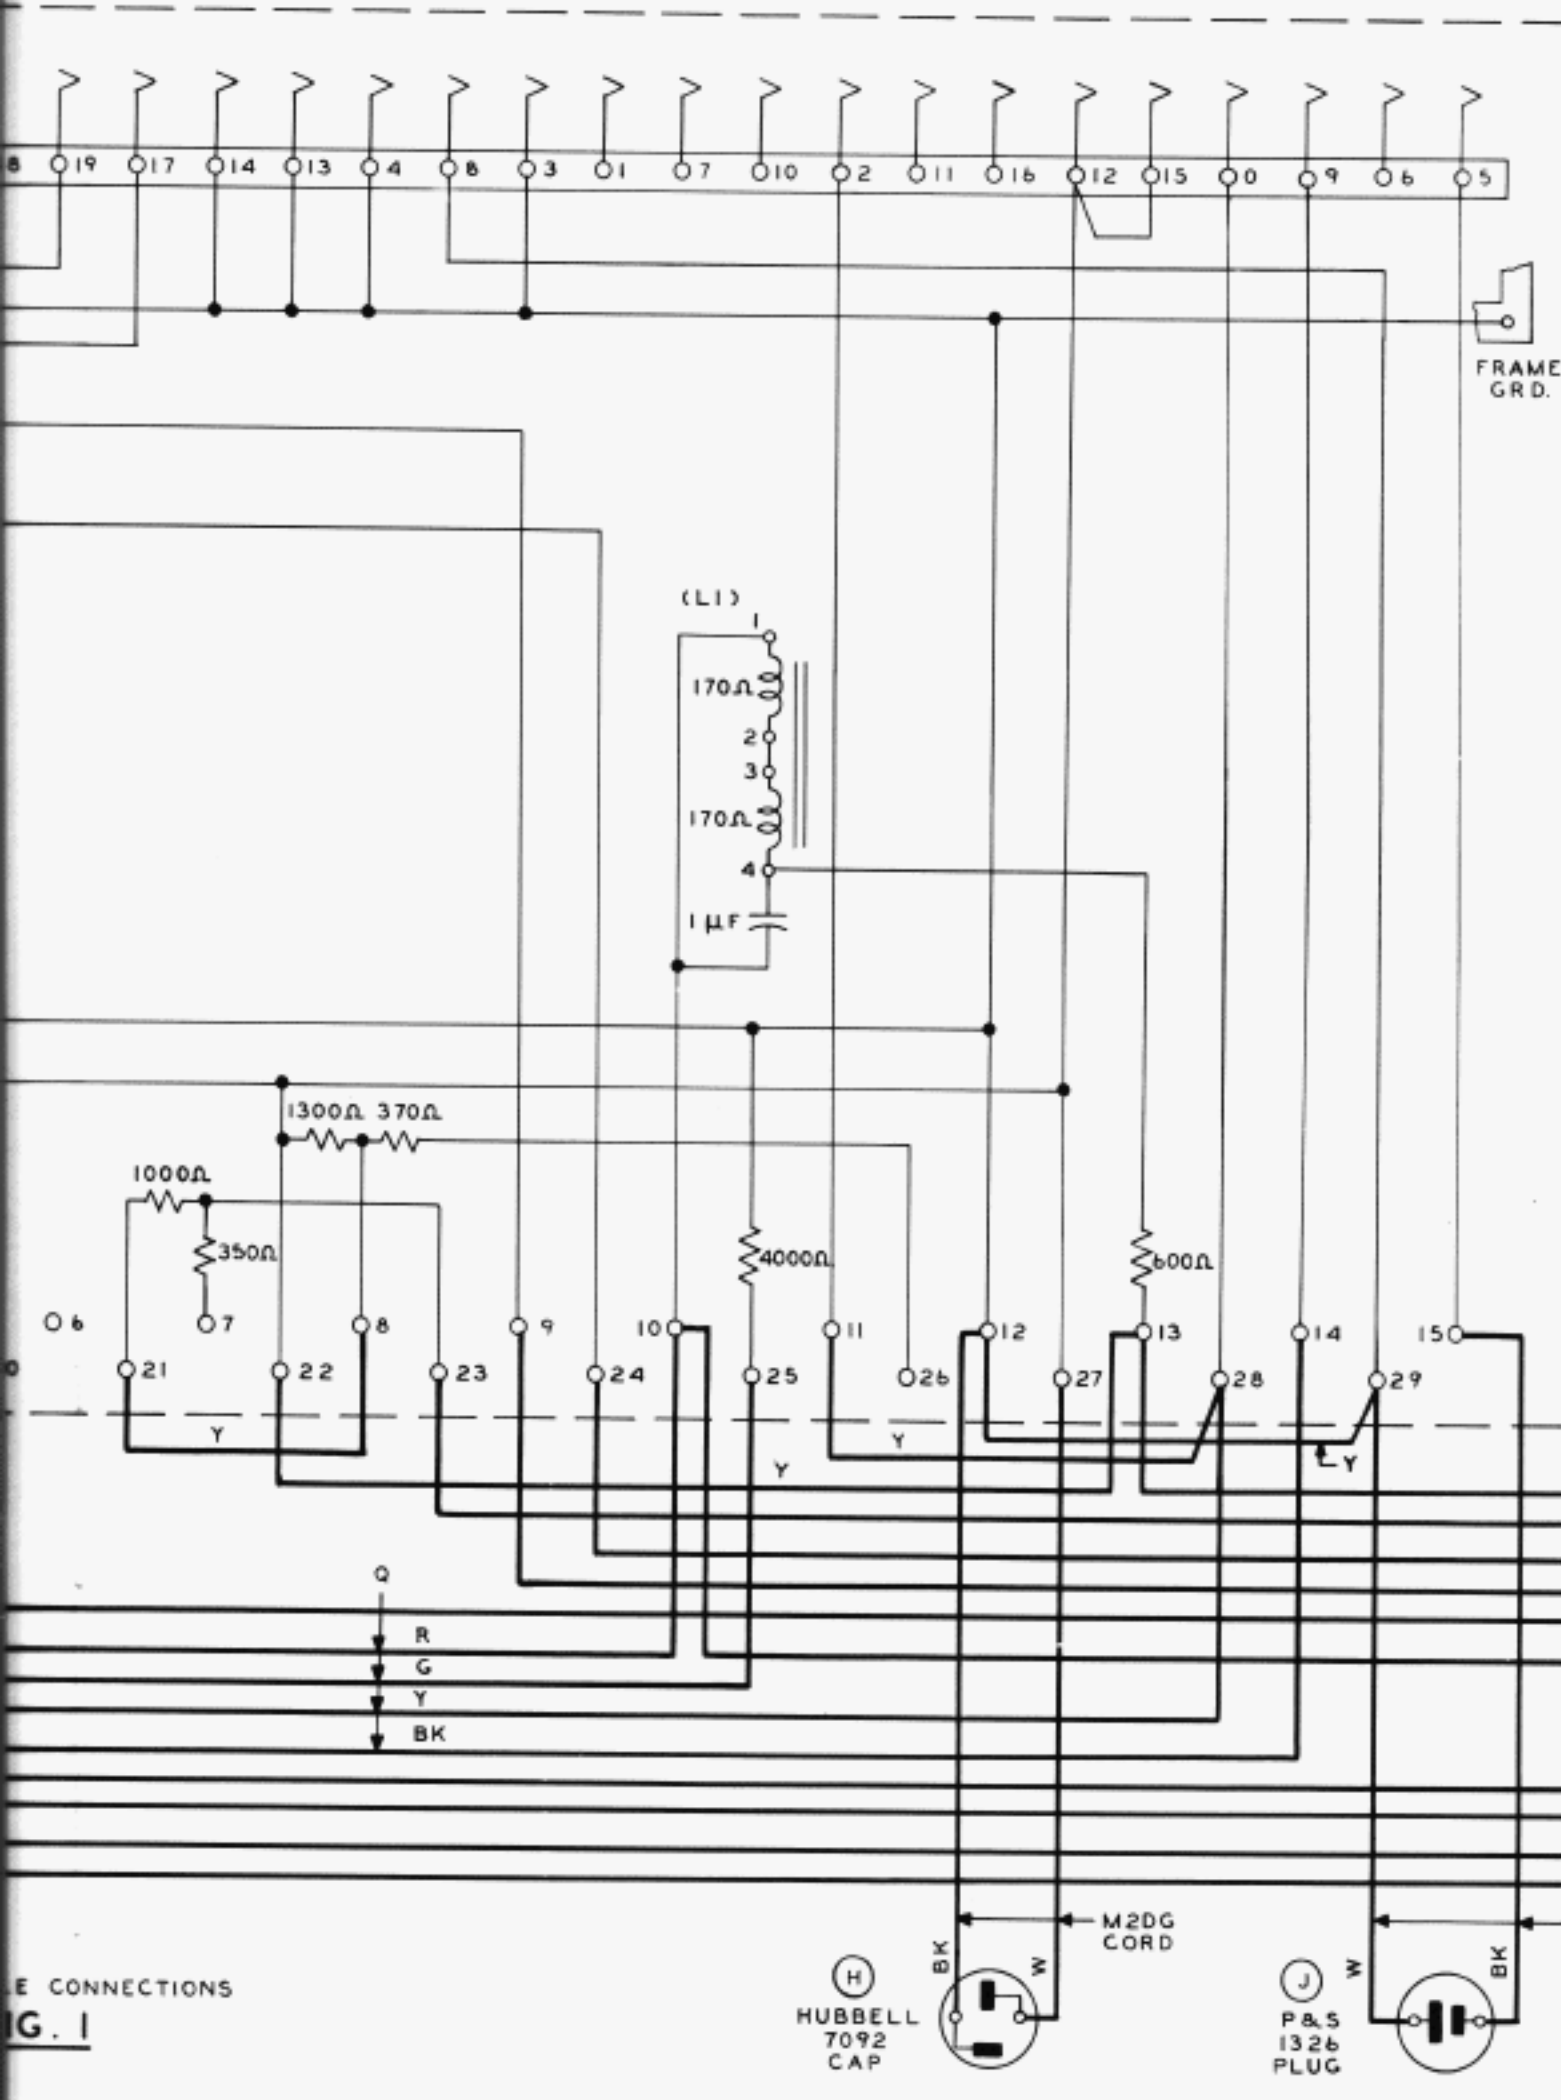 8 19 17 14 13 4 8 3 1 7 10 2 11 16 12 15 0 9 6 5
FRAME
GRD.
(L1)
1
170Ω
2
3
170Ω
4
1 µF
1300Ω 370Ω
1000Ω
350Ω
4000Ω
600Ω
6 7 8 9 10 11 12 13 14 15
0 21 22 23 24 25 26 27 28 29
Y
Y
Y
Y
Q
R
G
Y
BK
M2DG
CORD
BK
W
W
BK
H
HUBBELL
7092
CAP
J
P&S
1326
PLUG
LE CONNECTIONS
IG. 1